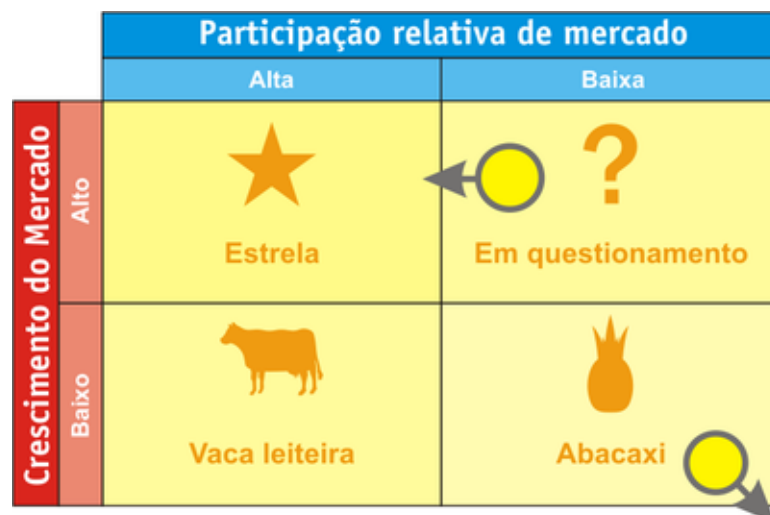 Participação relativa de mercado
Alta
Baixa
Crescimento do Mercado
Alto
?
Estrela
Em questionamento
Baixo
Vaca leiteira
Abacaxi